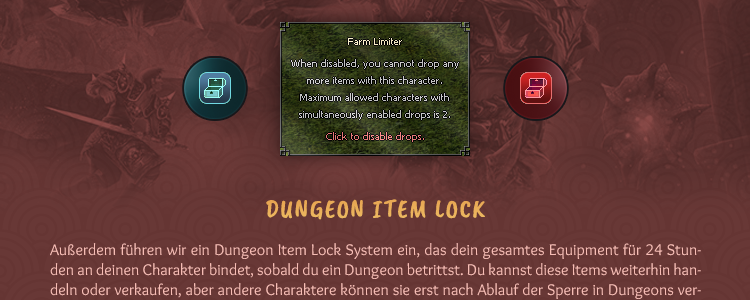 Farm Limiter
When disabled, you cannot drop any
more items with this character.
Maximum allowed characters with
simultaneously enabled drops is 2.
Click to disable drops.
DUNGEON ITEM LOCK
Außerdem führen wir ein Dungeon Item Lock System ein, das dein gesamtes Equipment für 24 Stun-
den an deinen Charakter bindet, sobald du ein Dungeon betrittst. Du kannst diese Items weiterhin han-
deln oder verkaufen, aber andere Charaktere können sie erst nach Ablauf der Sperre in Dungeons ver-